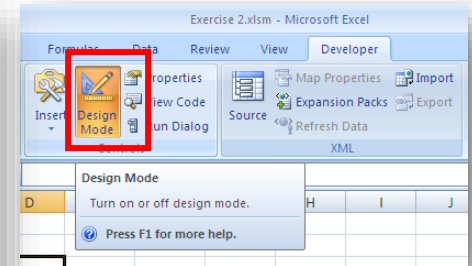 Exercise 2.xlsm - Microsoft Excel
Formulas Data Review View Developer
Insert Design Mode Properties View Code Run Dialog
Source Map Properties Expansion Packs Refresh Data Import Export
Controls XML
Design Mode
Turn on or off design mode.
Press F1 for more help.
D H I J